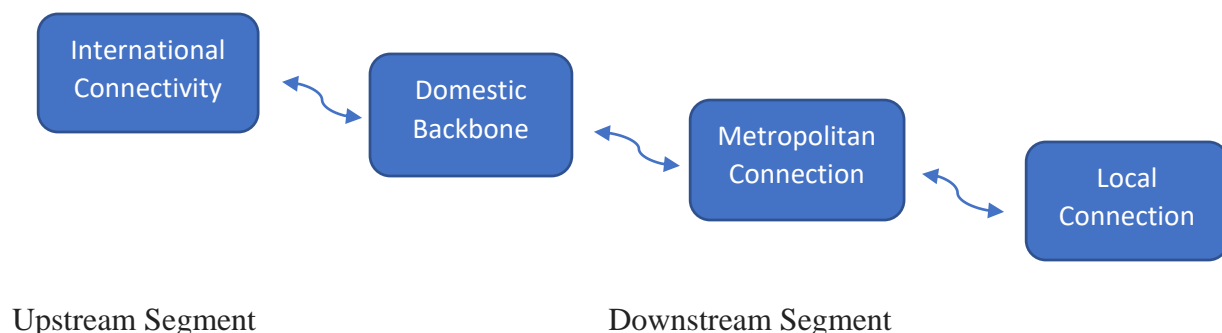 International
Connectivity
Domestic
Backbone
Metropolitan
Connection
Local
Connection
Upstream Segment
Downstream Segment